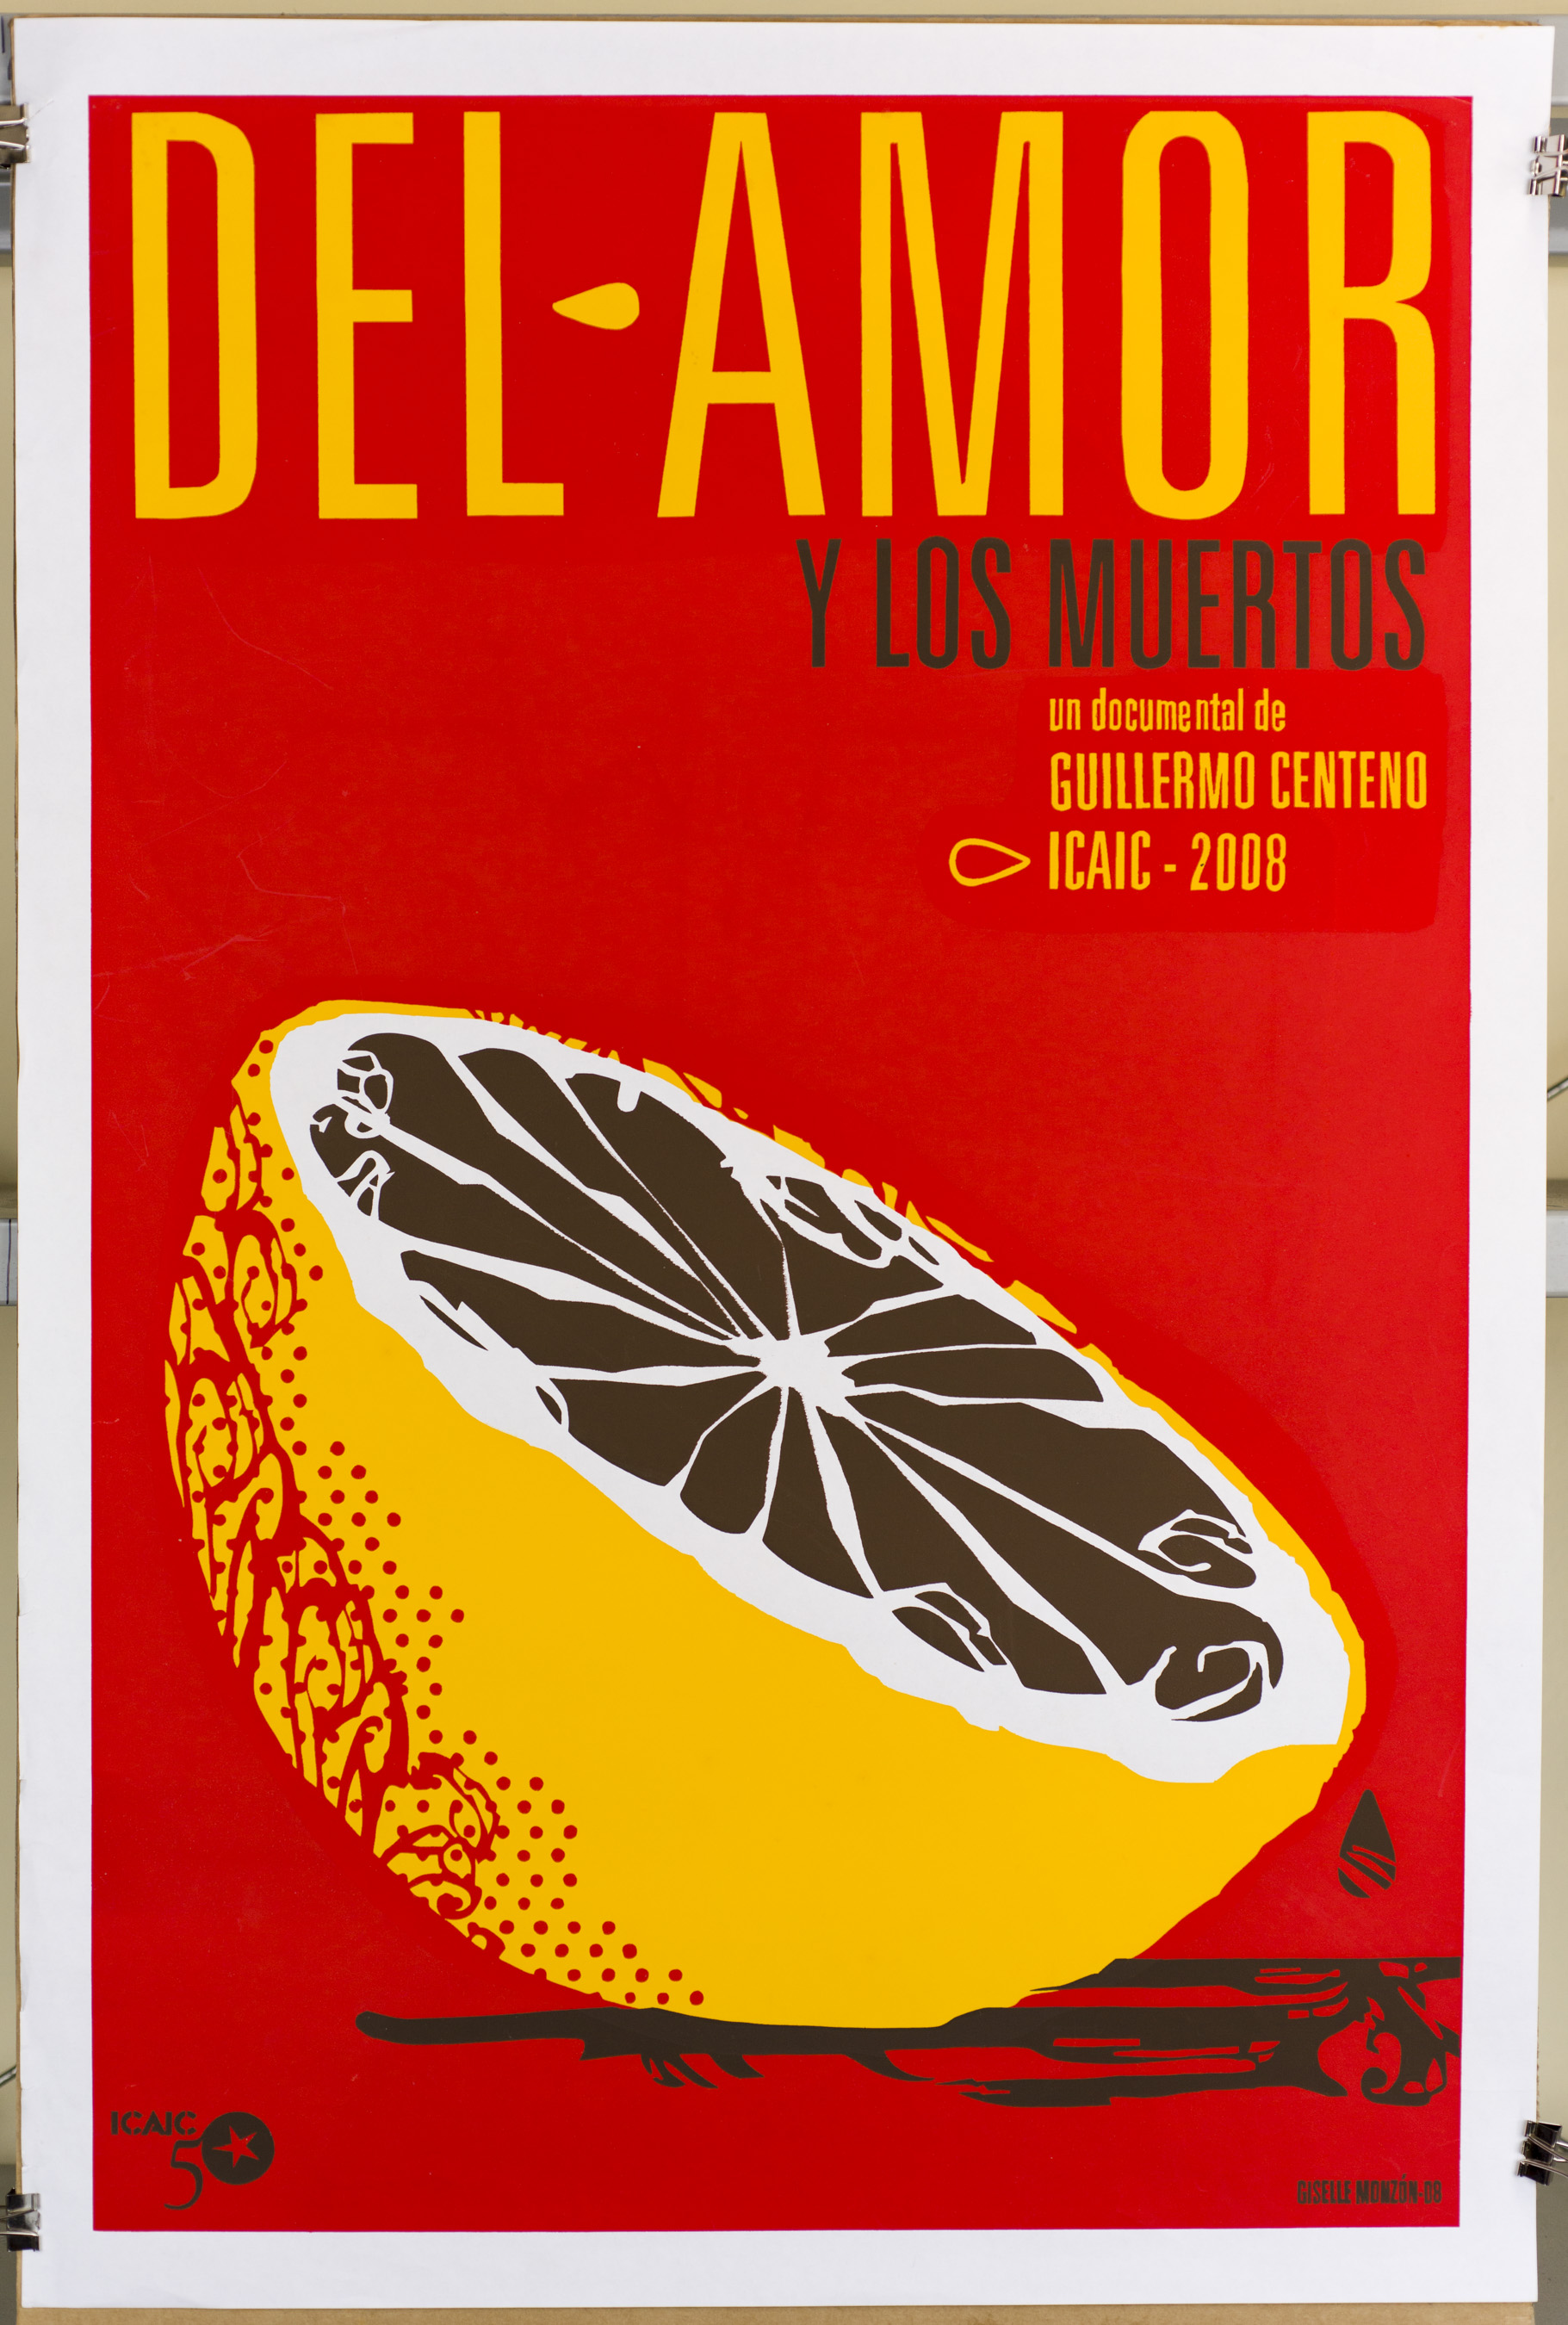 DEL AMOR
Y LOS MUERTOS
un documental de
GUILLERMO CENTENO
ICAIC - 2008
ICAIC
50
GISELLE MONZÓN-08